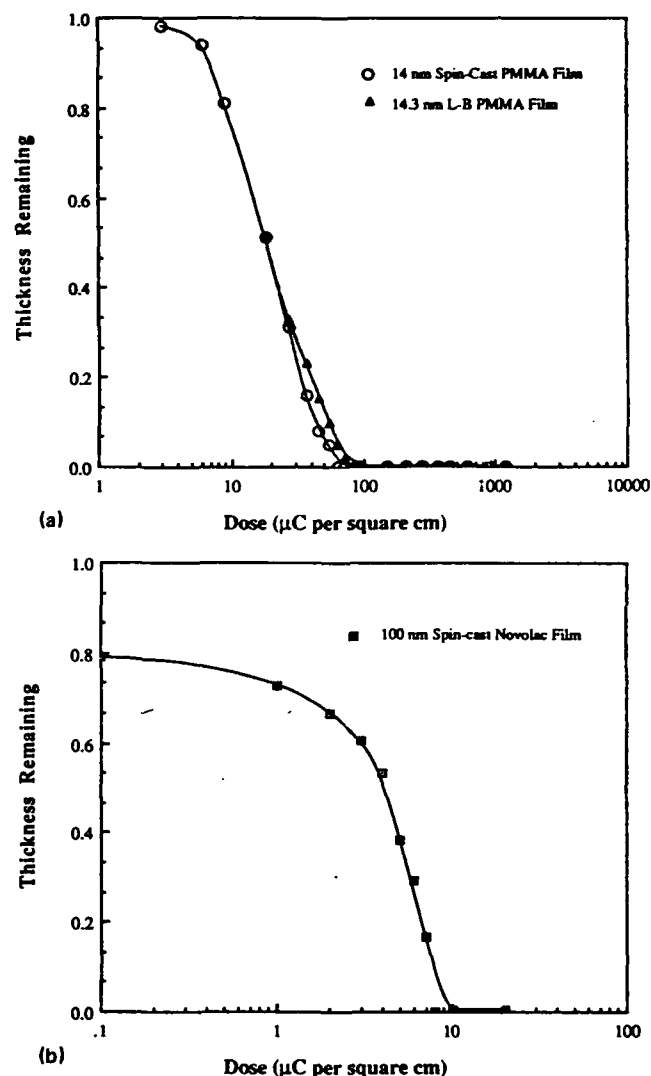 1.0
0.8
0.6
0.4
0.2
0.0
Thickness Remaining
14 nm Spin-Cast PMMA Film
14.3 nm L-B PMMA Film
1 10 100 1000 10000
(a)
Dose (μC per square cm)
1.0
0.8
0.6
0.4
0.2
0.0
Thickness Remaining
100 nm Spin-cast Novolac Film
.1 1 10 100
(b)
Dose (μC per square cm)